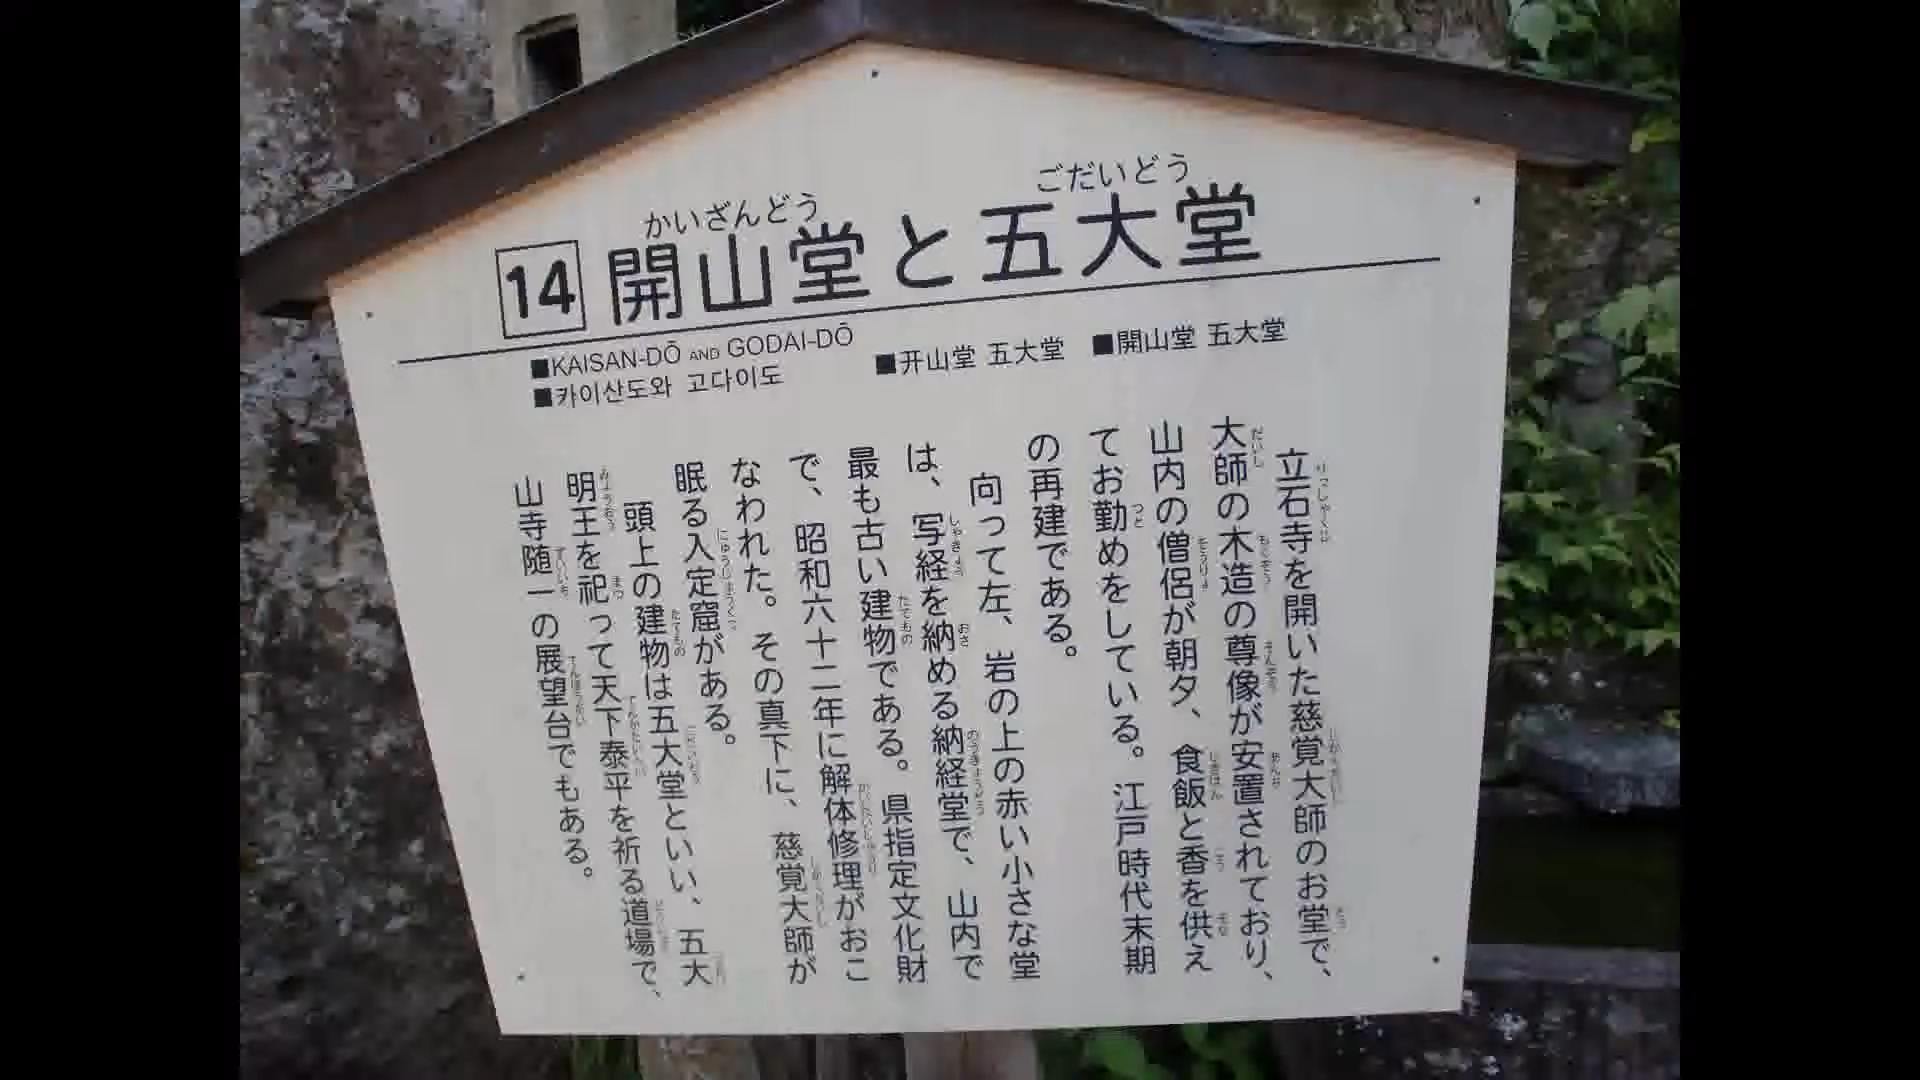 かいざんどう ごだいどう
14 開山堂と五大堂
■KAISAN-DŌ AND GODAI-DŌ ■开山堂 五大堂 ■開山堂 五大堂
■카이산도와 고다이도
立石寺を開いた慈覚大師のお堂で、
大師の木造の尊像が安置されており、
山内の僧侶が朝夕、食飯と香を供え
てお勤めをしている。江戸時代末期
の再建である。
向って左、岩の上の赤い小さな堂
は、写経を納める納経堂で、山内で
最も古い建物である。県指定文化財
で、昭和六十二年に解体修理がおこ
なわれた。その真下に、慈覚大師が
眠る入定窟がある。
頭上の建物は五大堂といい、五大
明王を祀って天下泰平を祈る道場で、
山寺随一の展望台でもある。